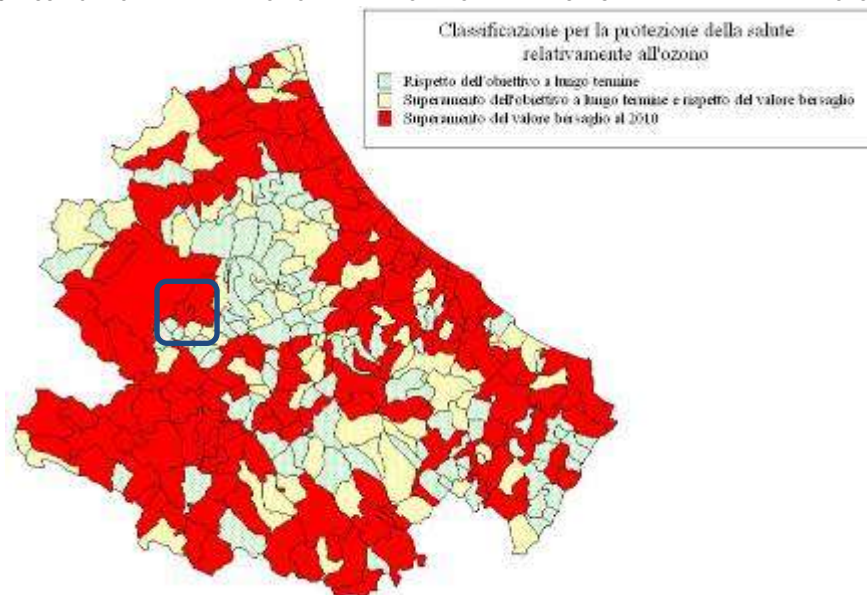 Classificazione per la protezione della salute
relativamente all'ozono
Rispetto dell'obiettivo a lungo termine
Superamento dell'obiettivo a lungo termine e rispetto del valore bersaglio
Superamento del valore bersaglio al 2010